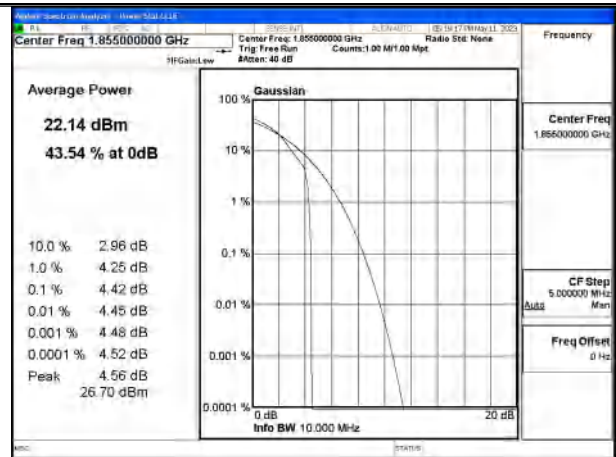 Center Freq 1.855000000 GHz
Center Freq: 1.855000000 GHz
Trig: Free Run
Counts:1.00 M/1.00 Mpt
Radio Std: None
#IFGain:Low
#Atten: 40 dB
Frequency
Average Power
22.14 dBm
43.54 % at 0dB
10.0 % 2.96 dB
1.0 % 4.25 dB
0.1 % 4.42 dB
0.01 % 4.45 dB
0.001 % 4.48 dB
0.0001 % 4.52 dB
Peak 4.56 dB
26.70 dBm
Gaussian
100 %
10 %
1 %
0.1 %
0.01 %
0.001 %
0.0001 %
0 dB
20 dB
Info BW 10.000 MHz
Center Freq
1.855000000 GHz
CF Step
5.000000 MHz
Auto Man
Freq Offset
0 Hz
MSG
STATUS